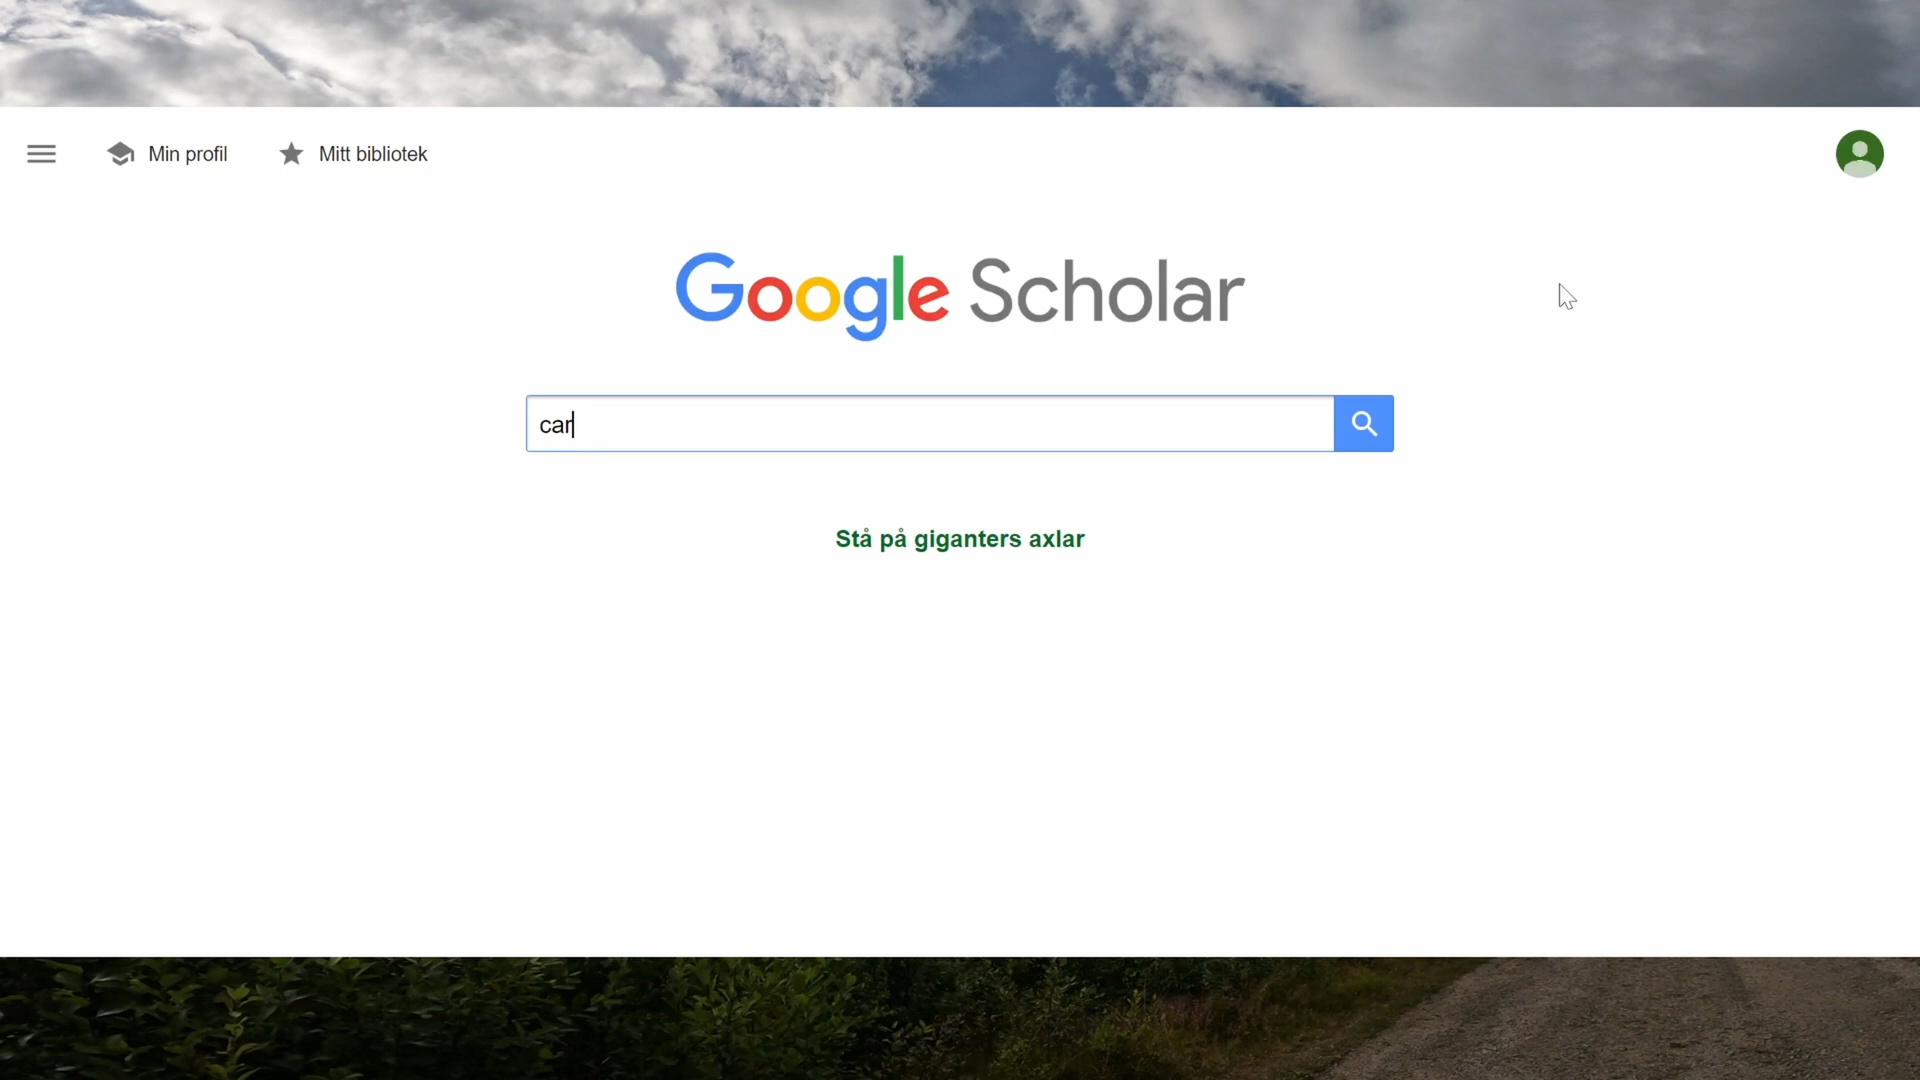 Min profil
Mitt bibliotek
Google Scholar
car
Stå på giganters axlar